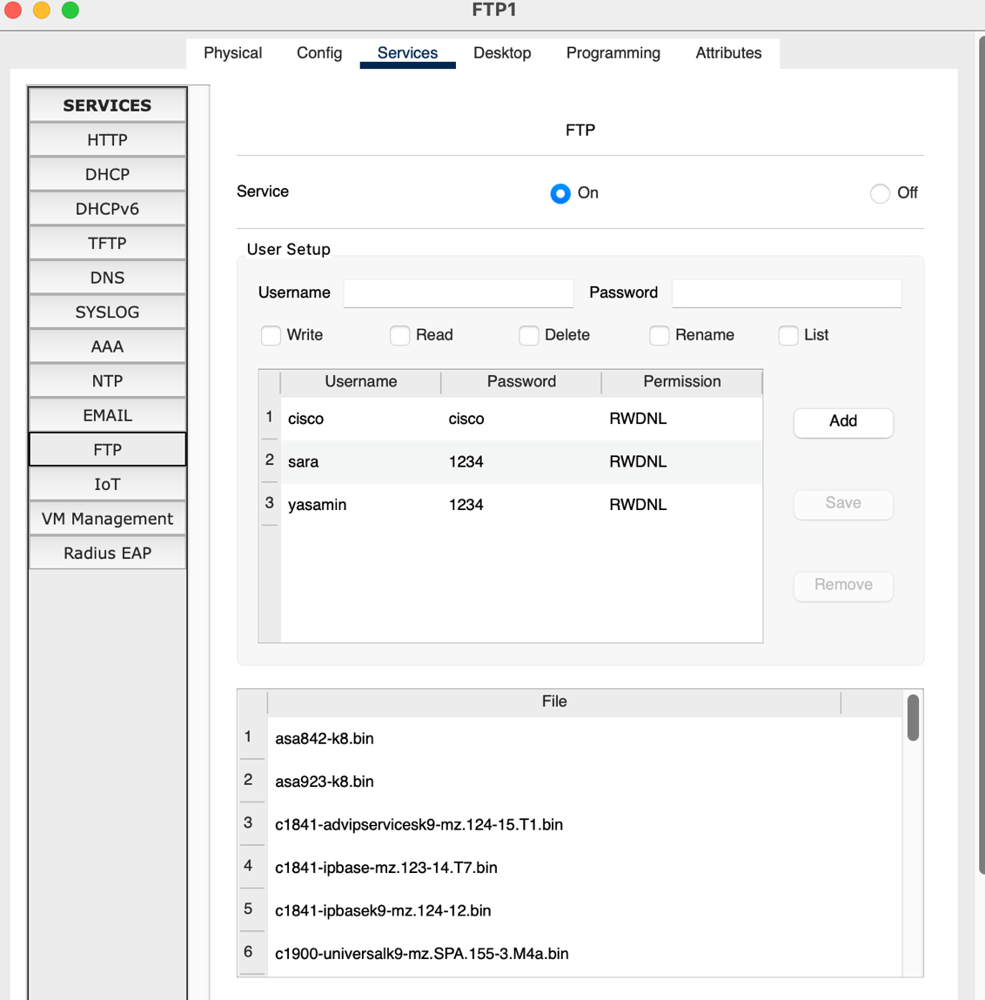 FTP1
Physical Config Services Desktop Programming Attributes
SERVICES
HTTP
DHCP
DHCPv6
TFTP
DNS
SYSLOG
AAA
NTP
EMAIL
FTP
IoT
VM Management
Radius EAP
FTP
Service On Off
User Setup
Username Password
Write Read Delete Rename List
Username Password Permission
1 cisco cisco RWDNL
2 sara 1234 RWDNL
3 yasamin 1234 RWDNL
Add
Save
Remove
File
1 asa842-k8.bin
2 asa923-k8.bin
3 c1841-advipservicesk9-mz.124-15.T1.bin
4 c1841-ipbase-mz.123-14.T7.bin
5 c1841-ipbasek9-mz.124-12.bin
6 c1900-universalk9-mz.SPA.155-3.M4a.bin